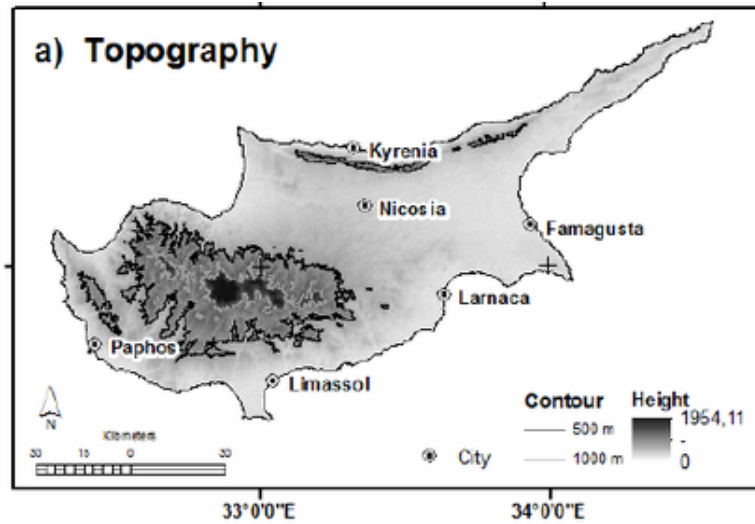 a) Topography
Kyrenia
Nicosia
Famagusta
Larnaca
Paphos
Limassol
N
Kilometers
30 15 0 30
Contour
500 m
1000 m
Height
1954,11
-
0
City
33°0'0"E 34°0'0"E